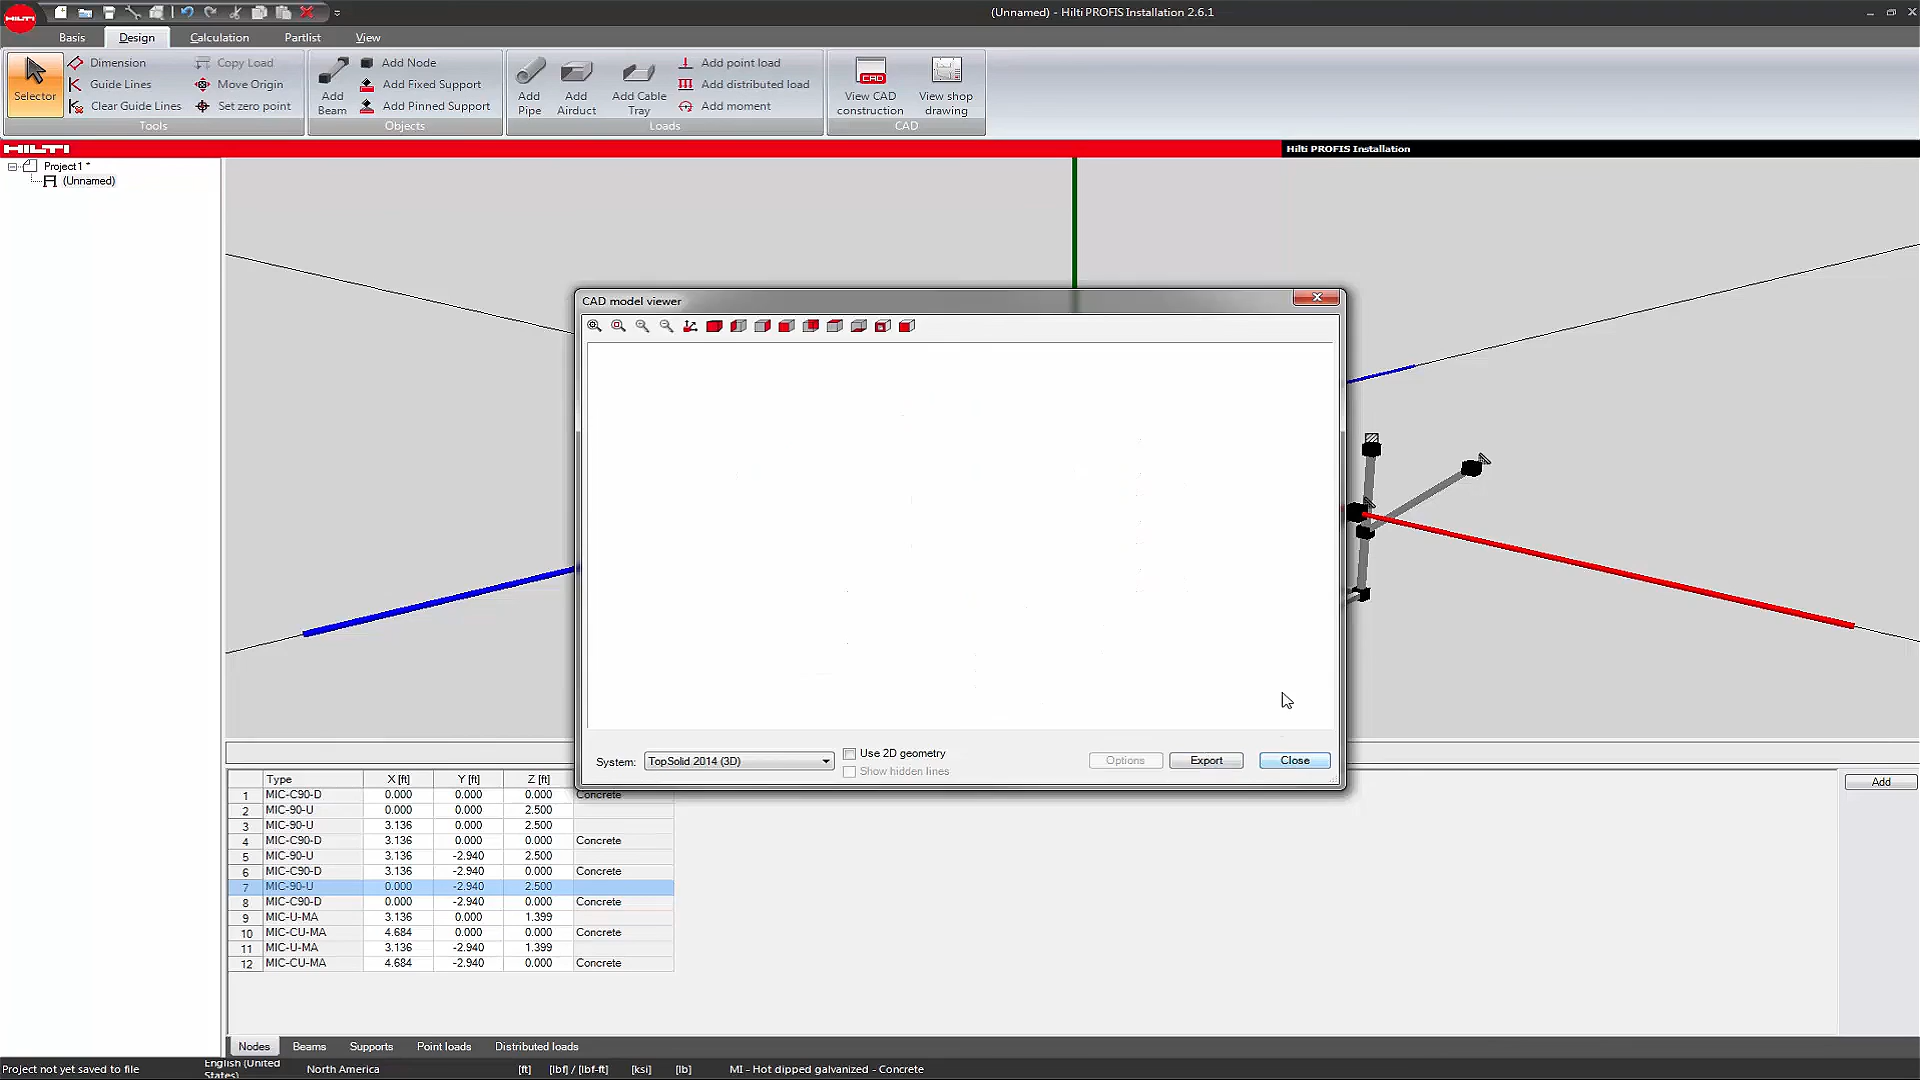 HILTI
(Unnamed) - Hilti PROFIS Installation 2.6.1
Basis
Design
Calculation
Partlist
View
Selector
Dimension
Guide Lines
Clear Guide Lines
Copy Load
Move Origin
Set zero point
Tools
Add Beam
Add Node
Add Fixed Support
Add Pinned Support
Objects
Add Pipe
Add Airduct
Add Cable Tray
Add point load
Add distributed load
Add moment
Loads
CAD
View CAD construction
View shop drawing
CAD
HILTI
Hilti PROFIS Installation
Project1 *
(Unnamed)
CAD model viewer
System:
TopSolid 2014 (3D)
Use 2D geometry
Show hidden lines
Options
Export
Close
Type X [ft] Y [ft] Z [ft]
1 MIC-C90-D 0.000 0.000 0.000 Concrete
2 MIC-90-U 0.000 0.000 2.500
3 MIC-90-U 3.136 0.000 2.500
4 MIC-C90-D 3.136 0.000 0.000 Concrete
5 MIC-90-U 3.136 -2.940 2.500
6 MIC-C90-D 3.136 -2.940 0.000 Concrete
7 MIC-90-U 0.000 -2.940 2.500
8 MIC-C90-D 0.000 -2.940 0.000 Concrete
9 MIC-U-MA 3.136 0.000 1.399
10 MIC-CU-MA 4.684 0.000 0.000 Concrete
11 MIC-U-MA 3.136 -2.940 1.399
12 MIC-CU-MA 4.684 -2.940 0.000 Concrete
Add
Nodes
Beams
Supports
Point loads
Distributed loads
Project not yet saved to file
English (United States)
North America
[ft]
[lbf] / [lbf-ft]
[ksi]
[lb]
MI - Hot dipped galvanized - Concrete